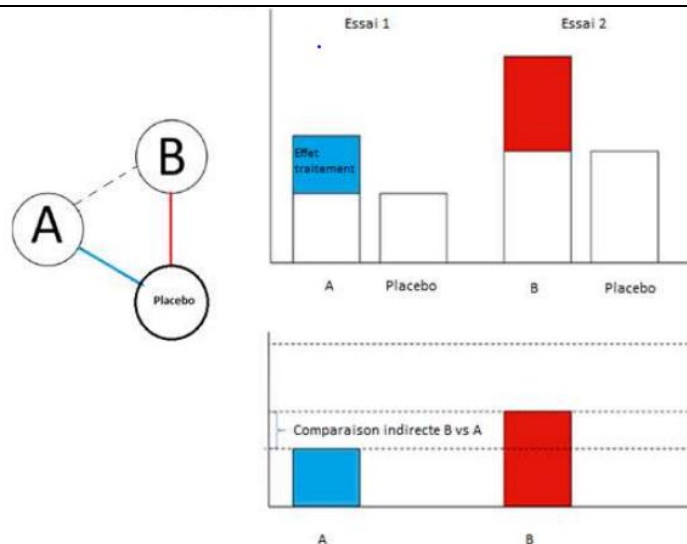 Essai 1
Essai 2
B
A
Placebo
Effet
traitement
A
Placebo
B
Placebo
Comparaison indirecte B vs A
A
B